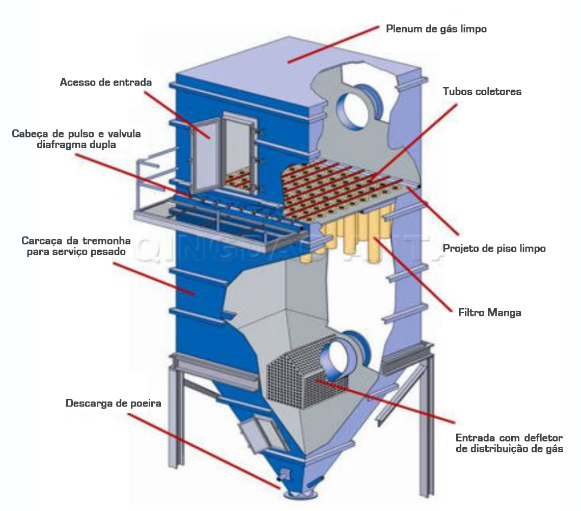 Plenum de gás limpo
Acesso de entrada
Tubos coletores
Cabeça de pulso e valvula
diafragma dupla
Carcaça da tremonha
para serviço pesado
Projeto de piso limpo
Filtro Manga
Descarga de poeira
Entrada com defletor
de distribuição de gás